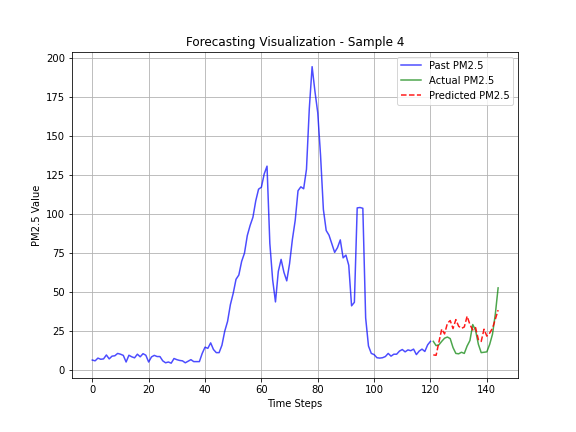 Forecasting Visualization - Sample 4
Past PM2.5
Actual PM2.5
Predicted PM2.5
PM2.5 Value
200
175
150
125
100
75
50
25
0
0 20 40 60 80 100 120 140
Time Steps